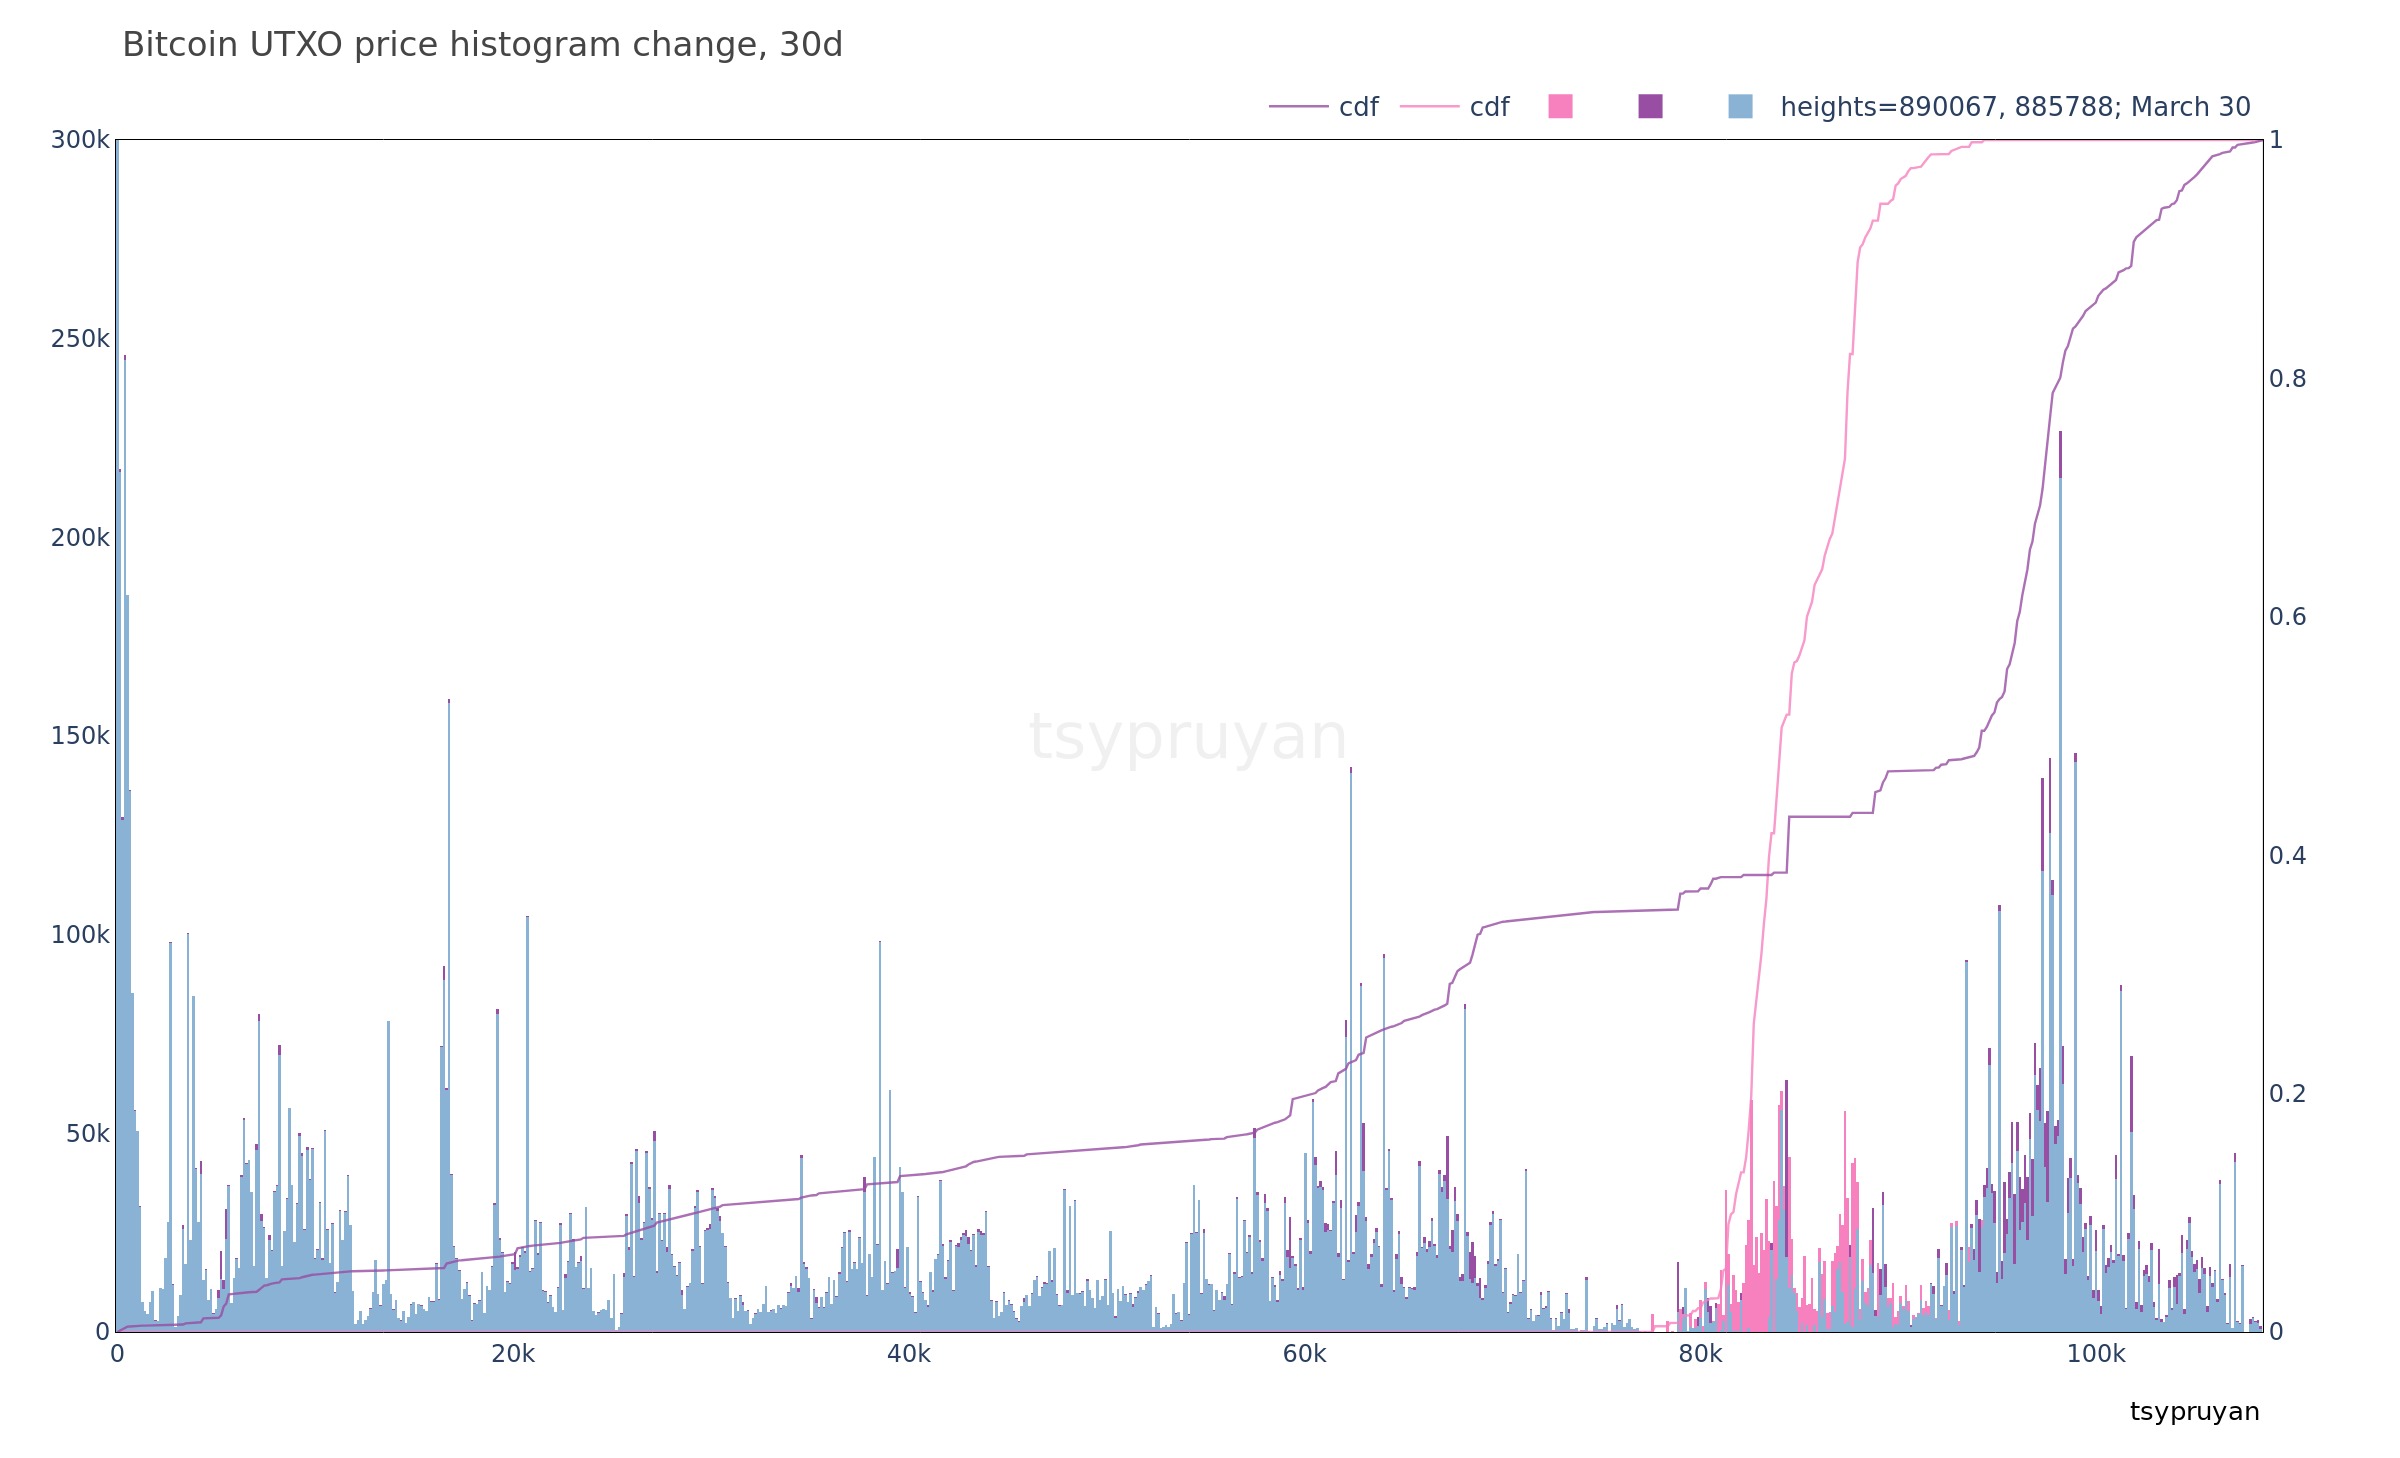 Bitcoin UTXO price histogram change, 30d
cdf cdf heights=890067, 885788; March 30
300k
250k
200k
150k
100k
50k
0
1
0.8
0.6
0.4
0.2
0
tsypruyan
0 20k 40k 60k 80k 100k
tsypruyan